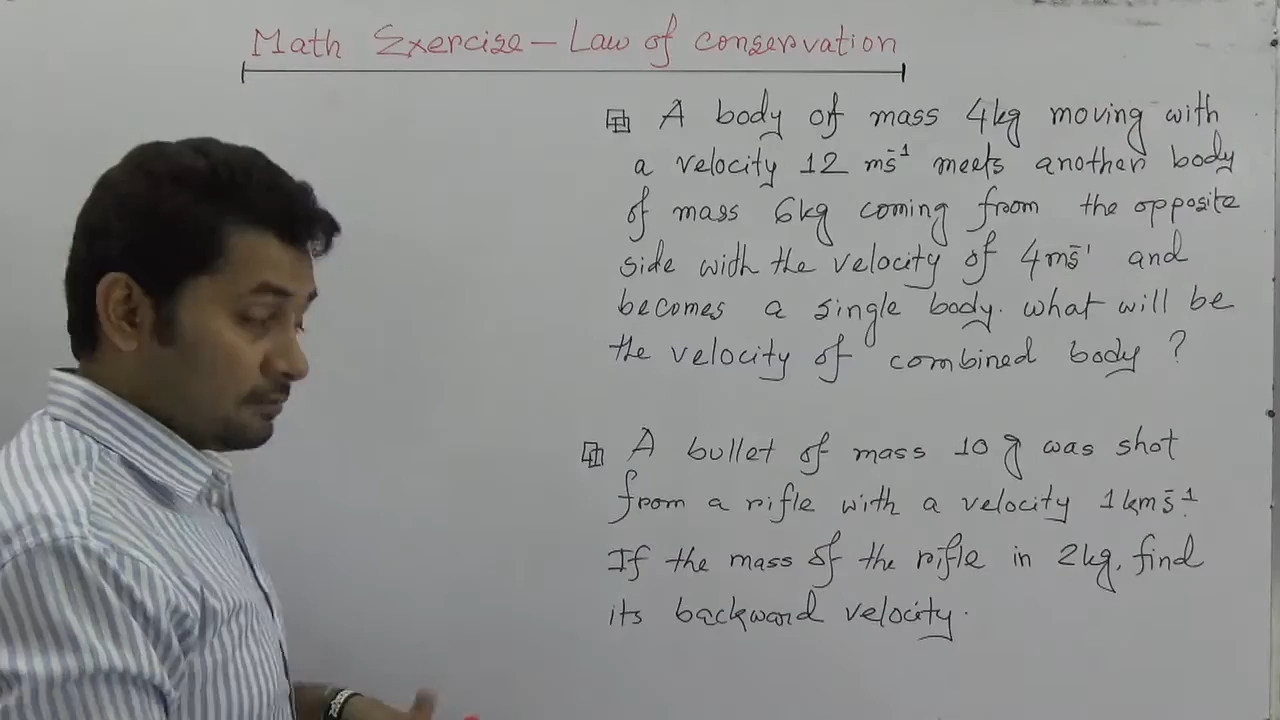 Math Exercise – Law of conservation
A body of mass 4kg moving with
a velocity 12 ms⁻¹ meets another body
of mass 6kg coming from the opposite
side with the velocity of 4ms⁻¹ and
becomes a single body. what will be
the velocity of combined body ?
A bullet of mass 10 g was shot
from a rifle with a velocity 1kms⁻¹.
If the mass of the rifle in 2kg, find
its backward velocity.